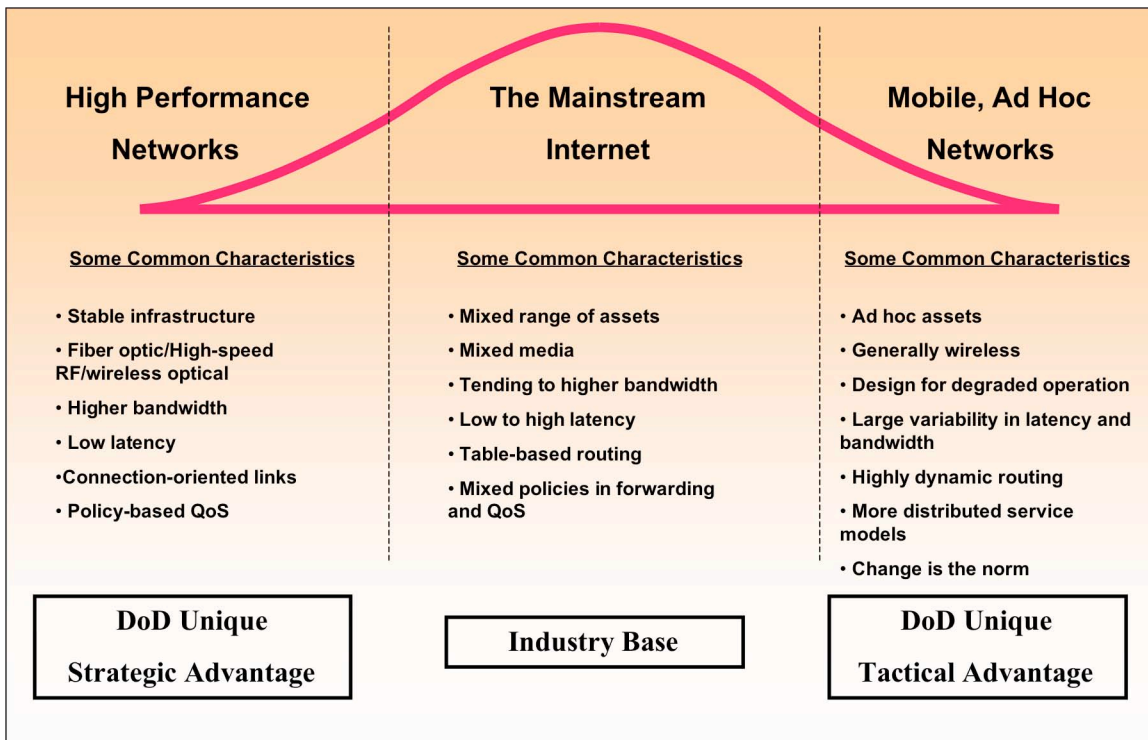 High Performance
Networks
The Mainstream
Internet
Mobile, Ad Hoc
Networks
Some Common Characteristics
• Stable infrastructure
• Fiber optic/High-speed
RF/wireless optical
• Higher bandwidth
• Low latency
•Connection-oriented links
• Policy-based QoS
Some Common Characteristics
• Mixed range of assets
• Mixed media
• Tending to higher bandwidth
• Low to high latency
• Table-based routing
• Mixed policies in forwarding
and QoS
Some Common Characteristics
• Ad hoc assets
• Generally wireless
• Design for degraded operation
• Large variability in latency and
bandwidth
• Highly dynamic routing
• More distributed service
models
• Change is the norm
DoD Unique
Strategic Advantage
Industry Base
DoD Unique
Tactical Advantage